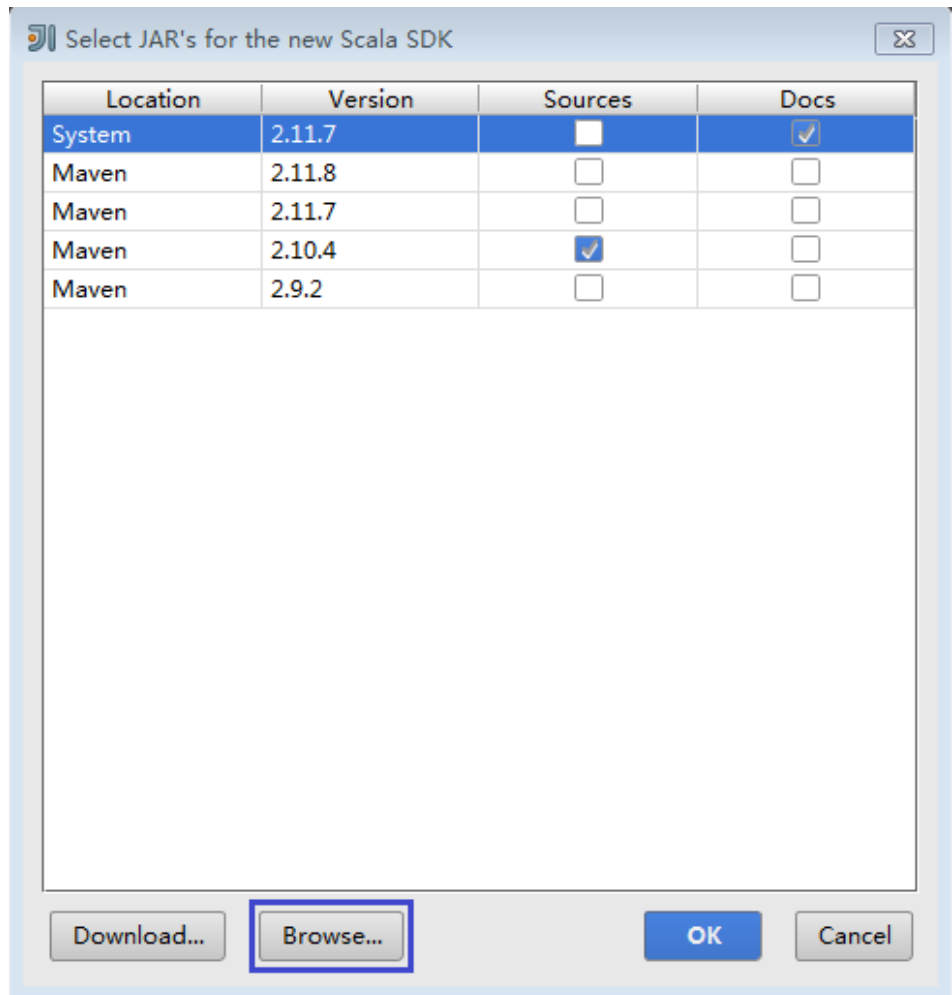 Select JAR's for the new Scala SDK
Location Version Sources Docs
System 2.11.7
Maven 2.11.8
Maven 2.11.7
Maven 2.10.4
Maven 2.9.2
Download... Browse... OK Cancel